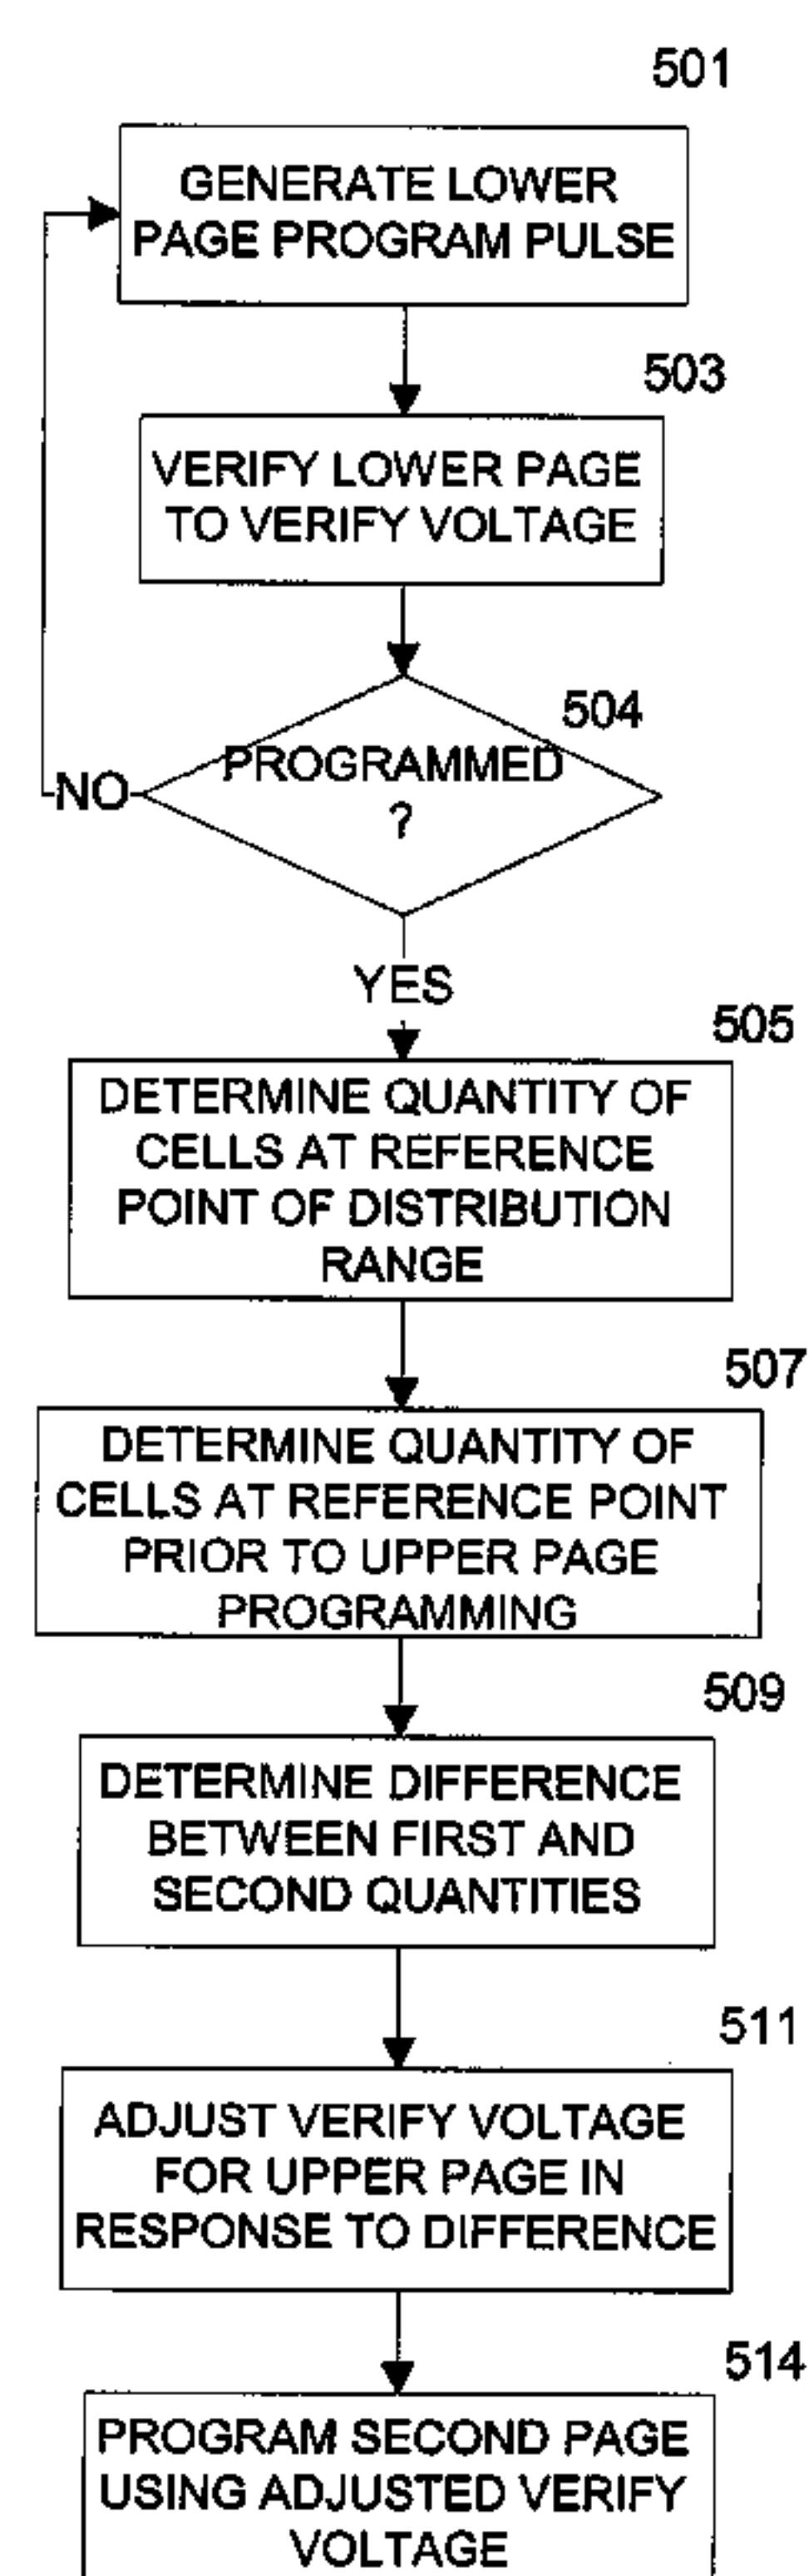 501
GENERATE LOWER
PAGE PROGRAM PULSE
503
VERIFY LOWER PAGE
TO VERIFY VOLTAGE
504
PROGRAMMED
?
NO
YES
505
DETERMINE QUANTITY OF
CELLS AT REFERENCE
POINT OF DISTRIBUTION
RANGE
507
DETERMINE QUANTITY OF
CELLS AT REFERENCE POINT
PRIOR TO UPPER PAGE
PROGRAMMING
509
DETERMINE DIFFERENCE
BETWEEN FIRST AND
SECOND QUANTITIES
511
ADJUST VERIFY VOLTAGE
FOR UPPER PAGE IN
RESPONSE TO DIFFERENCE
514
PROGRAM SECOND PAGE
USING ADJUSTED VERIFY
VOLTAGE